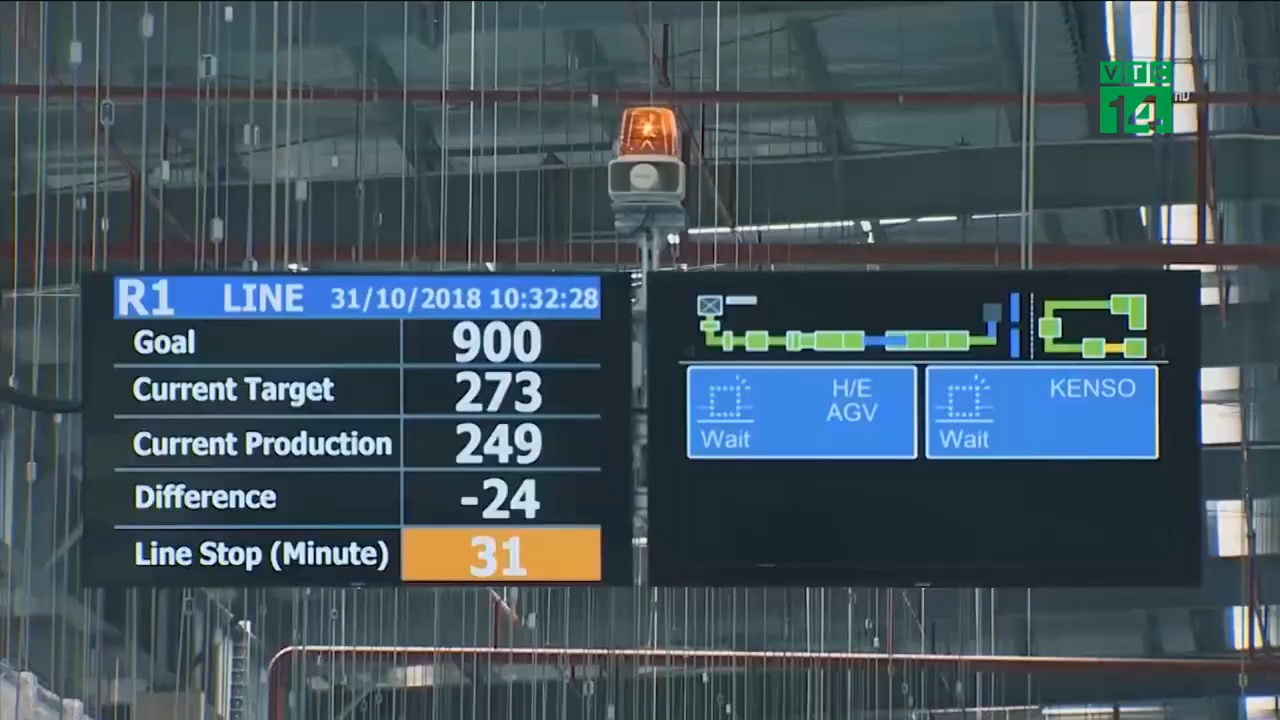 VTC
14 HD
R1 LINE 31/10/2018 10:32:28
Goal 900
Current Target 273
Current Production 249
Difference -24
Line Stop (Minute) 31
H/E
AGV
Wait
KENSO
Wait